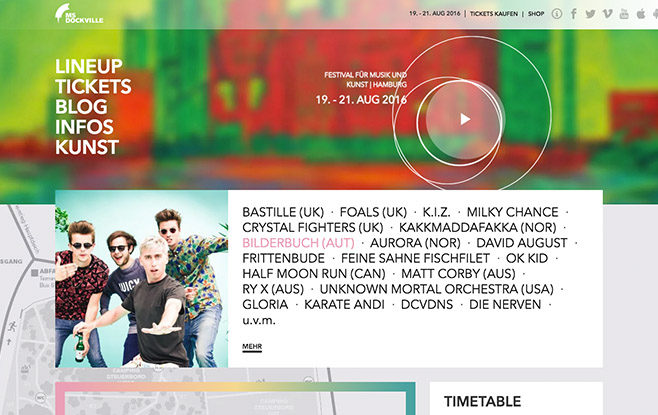 MS
DOCKVILLE
19. - 21. AUG 2016 | TICKETS KAUFEN | SHOP
LINEUP
TICKETS
BLOG
INFOS
KUNST
FESTIVAL FÜR MUSIK UND
KUNST | HAMBURG
19. - 21. AUG 2016
BASTILLE (UK) · FOALS (UK) · K.I.Z. · MILKY CHANCE ·
CRYSTAL FIGHTERS (UK) · KAKKMADDAFAKKA (NOR) ·
BILDERBUCH (AUT) · AURORA (NOR) · DAVID AUGUST ·
FRITTENBUDE · FEINE SAHNE FISCHFILET · OK KID ·
HALF MOON RUN (CAN) · MATT CORBY (AUS) ·
RY X (AUS) · UNKNOWN MORTAL ORCHESTRA (USA) ·
GLORIA · KARATE ANDI · DCVDNS · DIE NERVEN ·
u.v.m.
MEHR
TIMETABLE